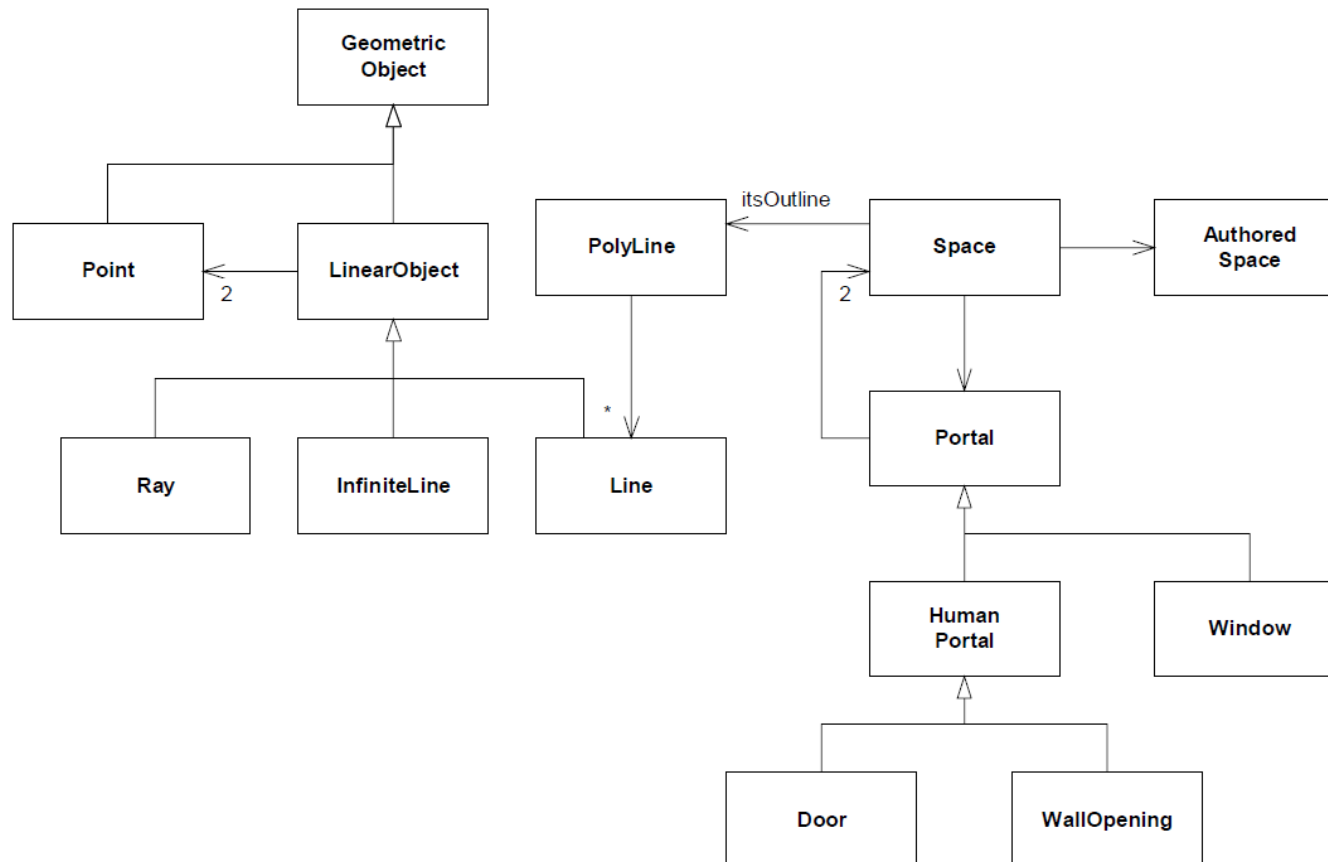 Geometric
Object
itsOutline
Point
2
LinearObject
PolyLine
Space
2
Authored
Space
*
Portal
Ray
InfiniteLine
Line
Human
Portal
Window
Door
WallOpening